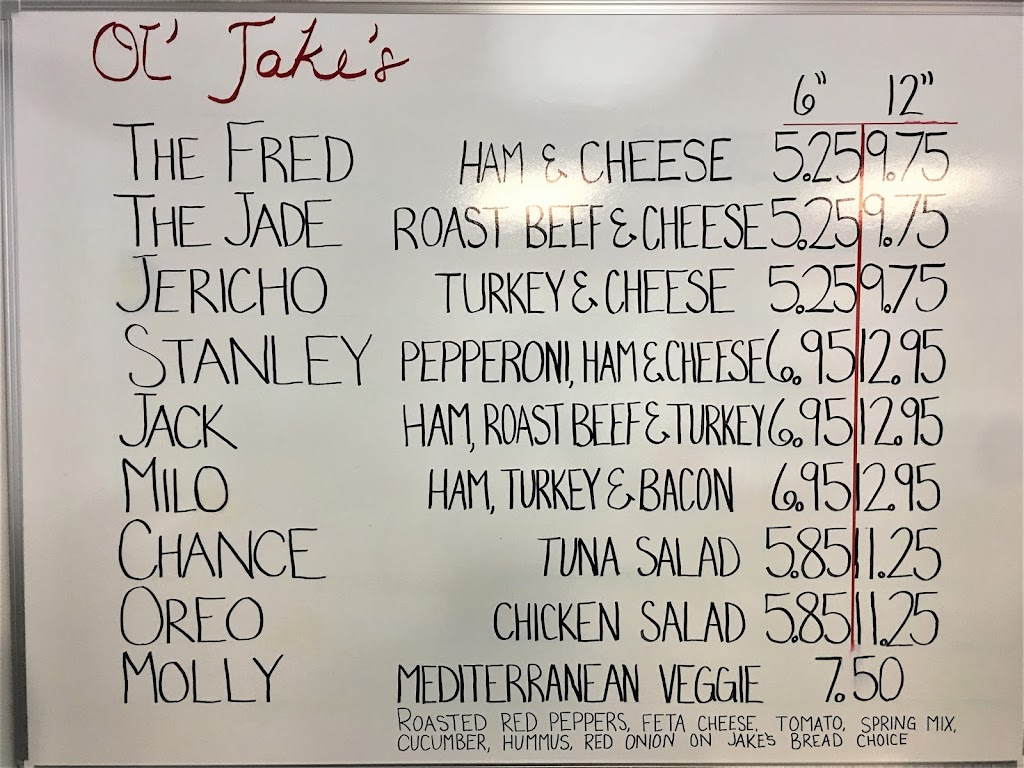 Ol' Jake's
6" 12"
THE FRED HAM & CHEESE 5.25 9.75
THE JADE ROAST BEEF & CHEESE 5.25 9.75
JERICHO TURKEY & CHEESE 5.25 9.75
STANLEY PEPPERONI, HAM & CHEESE 6.95 12.95
JACK HAM, ROAST BEEF & TURKEY 6.95 12.95
MILO HAM, TURKEY & BACON 6.95 12.95
CHANCE TUNA SALAD 5.85 11.25
OREO CHICKEN SALAD 5.85 11.25
MOLLY MEDITERRANEAN VEGGIE 7.50
ROASTED RED PEPPERS, FETA CHEESE, TOMATO, SPRING MIX,
CUCUMBER, HUMMUS, RED ONION ON JAKE'S BREAD CHOICE